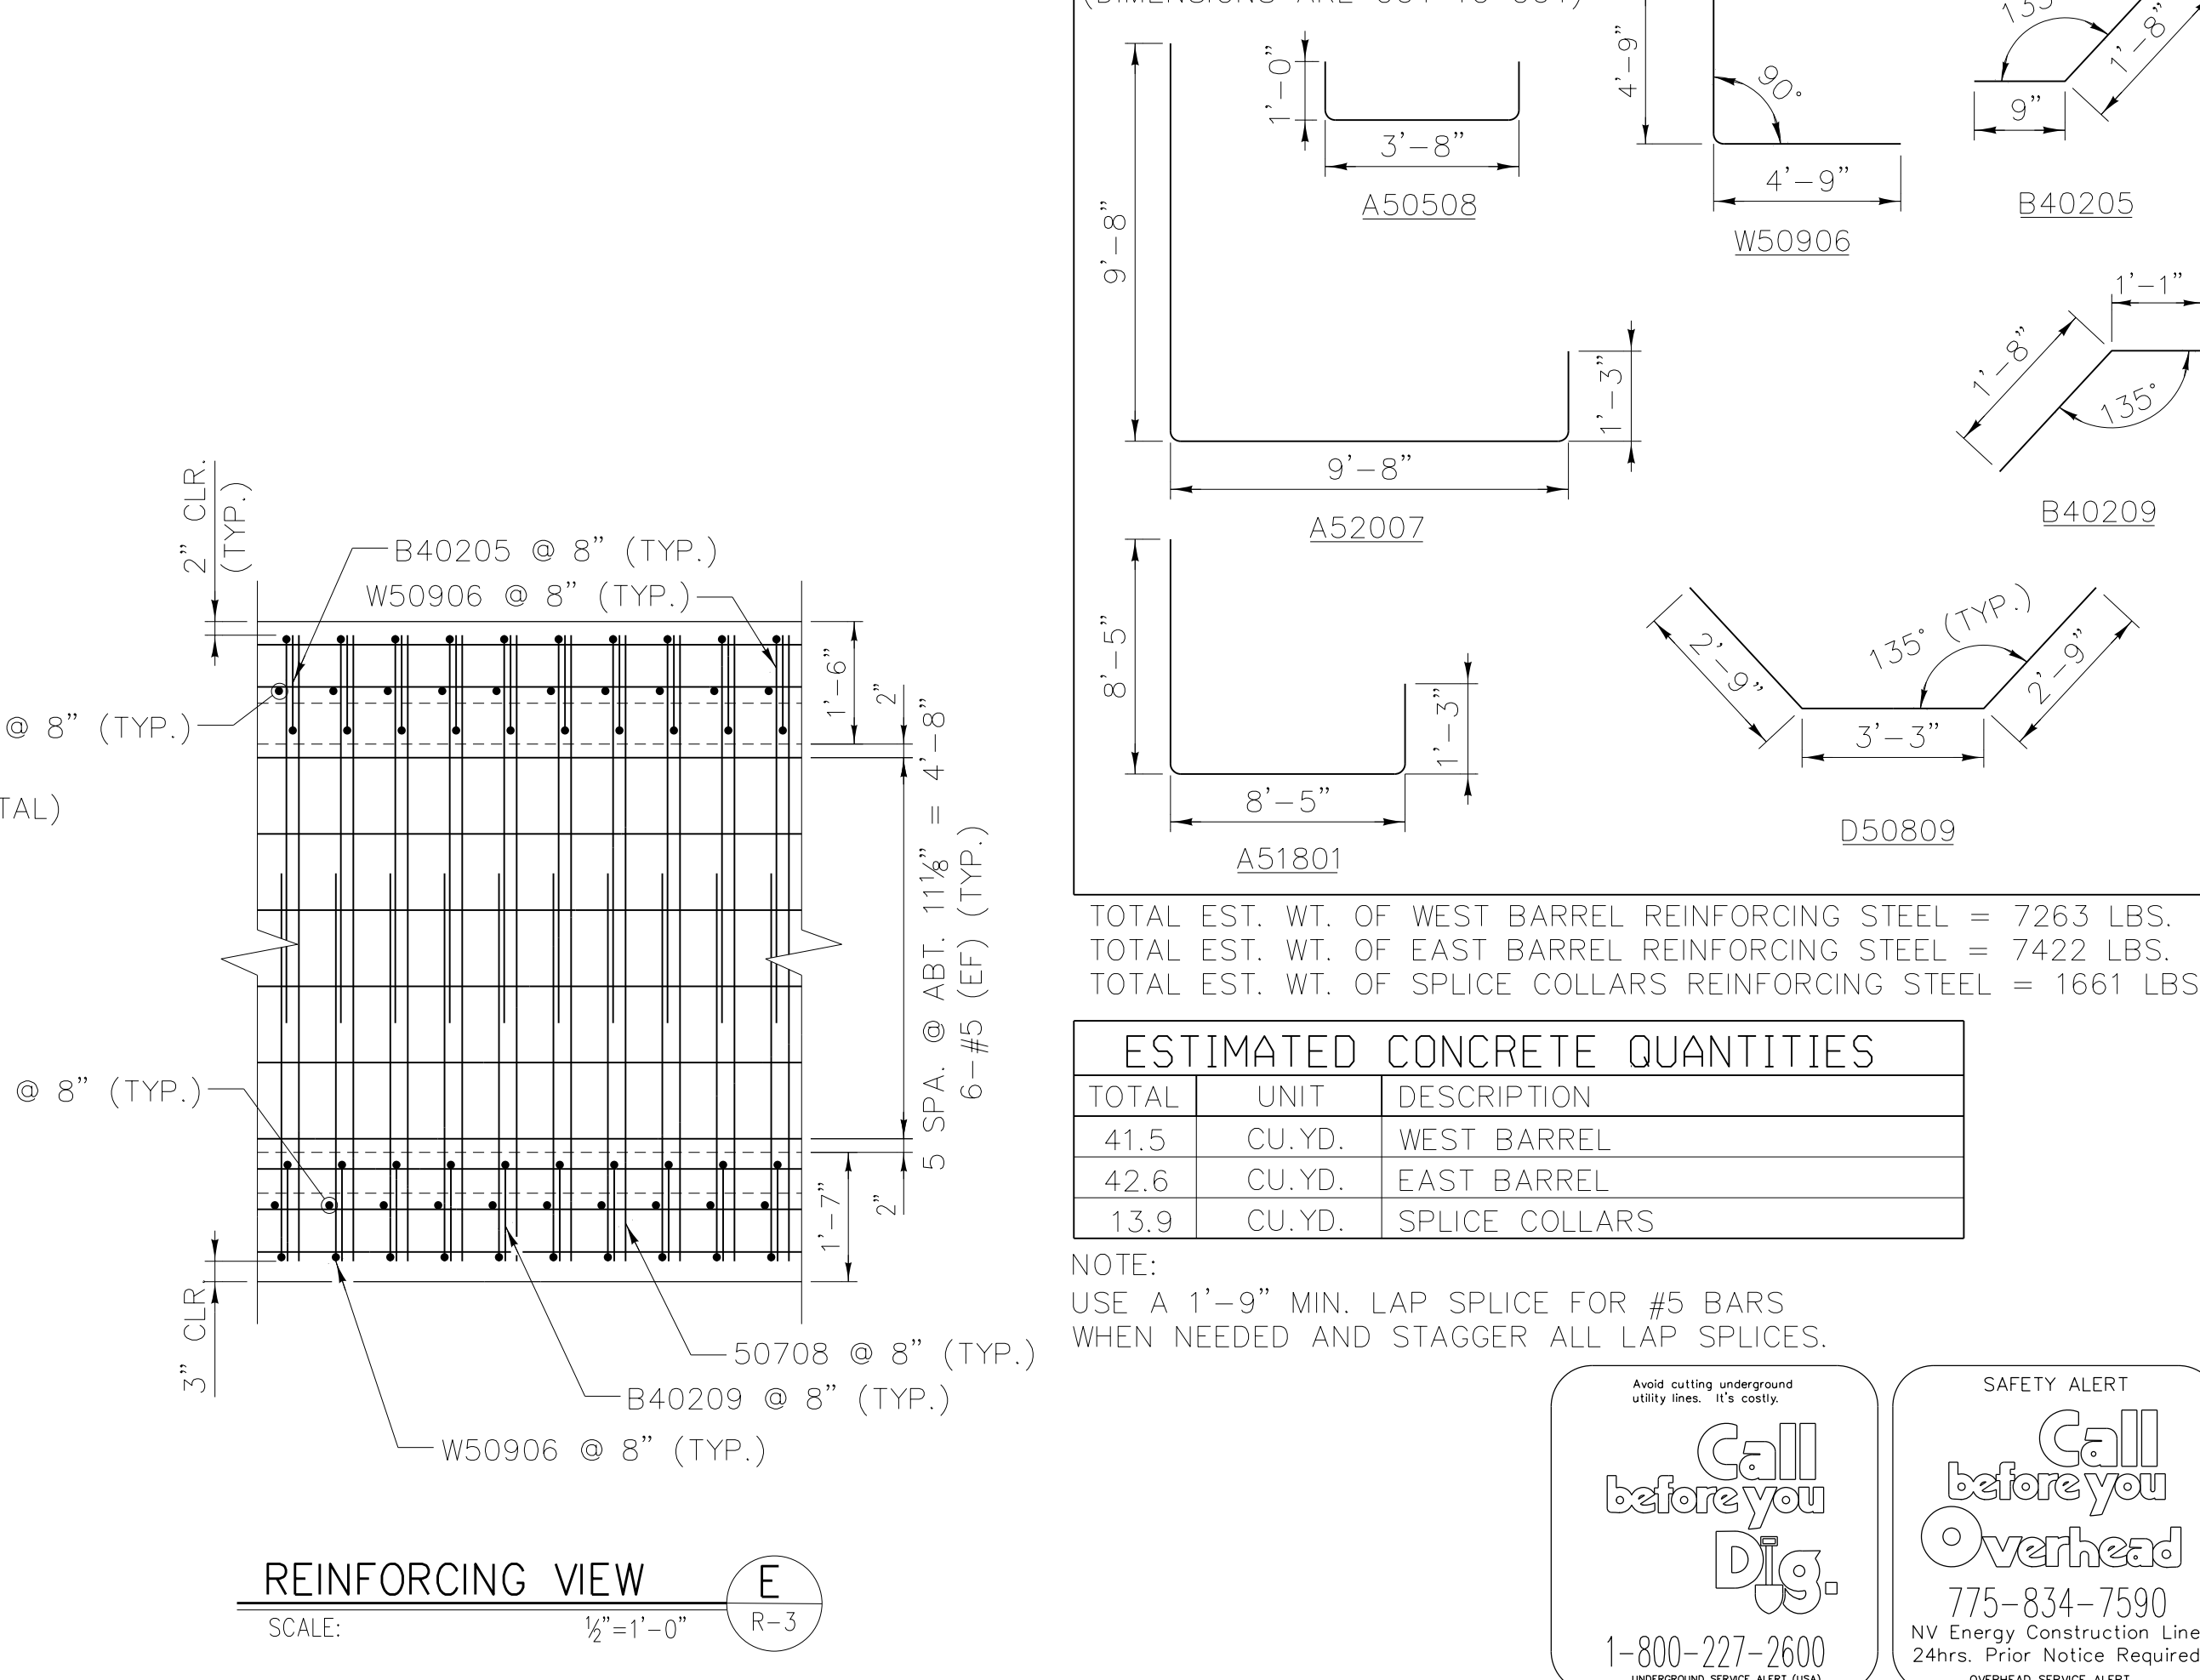 2" CLR.
(TYP.)
B40205 @ 8" (TYP.)
W50906 @ 8" (TYP.)
@ 8" (TYP.)
TAL)
@ 8" (TYP.)
1'-6"
2"
5 SPA. @ ABT. 11⅛" = 4'-8"
6-#5 (EF) (TYP.)
1'-7"
2"
3" CLR.
50708 @ 8" (TYP.)
B40209 @ 8" (TYP.)
W50906 @ 8" (TYP.)
REINFORCING VIEW
E
R-3
SCALE: ½"=1'-0"
(DIMENSIONS ARE OUT TO OUT)
9'-8"
1'-0"
3'-8"
A50508
4'-9"
90°
4'-9"
W50906
135°
1'-8"
9"
B40205
1'-3"
9'-8"
A52007
1'-1"
1'-8"
135°
B40209
8'-5"
1'-3"
8'-5"
A51801
2'-9"
135° (TYP.)
2'-9"
3'-3"
D50809
TOTAL EST. WT. OF WEST BARREL REINFORCING STEEL = 7263 LBS.
TOTAL EST. WT. OF EAST BARREL REINFORCING STEEL = 7422 LBS.
TOTAL EST. WT. OF SPLICE COLLARS REINFORCING STEEL = 1661 LBS
ESTIMATED CONCRETE QUANTITIES
TOTAL UNIT DESCRIPTION
41.5 CU.YD. WEST BARREL
42.6 CU.YD. EAST BARREL
13.9 CU.YD. SPLICE COLLARS
NOTE:
USE A 1'-9" MIN. LAP SPLICE FOR #5 BARS
WHEN NEEDED AND STAGGER ALL LAP SPLICES.
Avoid cutting underground
utility lines. It's costly.
Call
before you
Dig.
1-800-227-2600
UNDERGROUND SERVICE ALERT (USA)
SAFETY ALERT
Call
before you
Overhead
775-834-7590
NV Energy Construction Line
24hrs. Prior Notice Required
OVERHEAD SERVICE ALERT